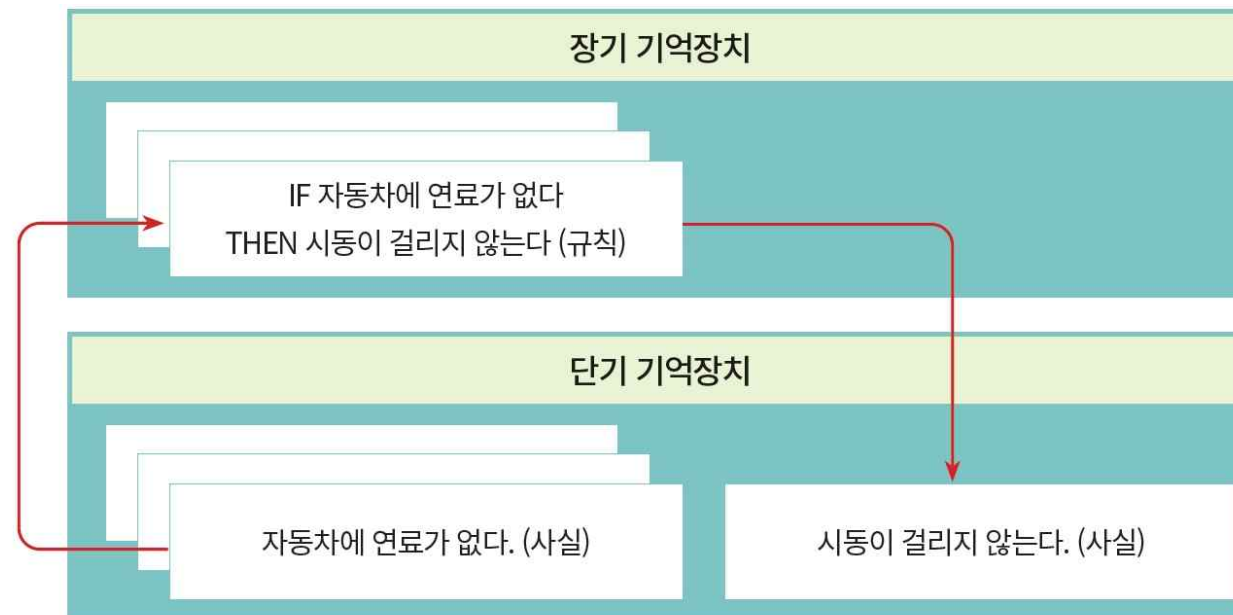 장기 기억장치
IF 자동차에 연료가 없다
THEN 시동이 걸리지 않는다 (규칙)
단기 기억장치
자동차에 연료가 없다. (사실)
시동이 걸리지 않는다. (사실)